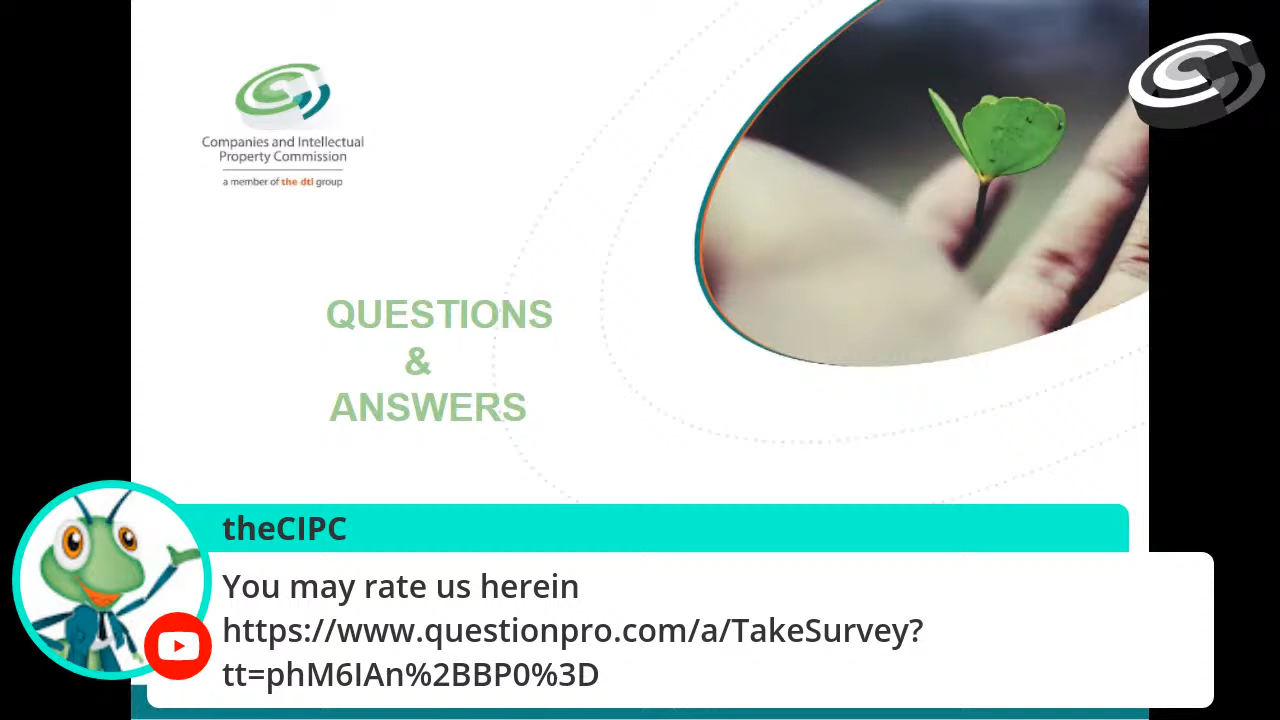 Companies and Intellectual
Property Commission
a member of the dti group
QUESTIONS
&
ANSWERS
theCIPC
You may rate us herein
https://www.questionpro.com/a/TakeSurvey?
tt=phM6IAn%2BBP0%3D